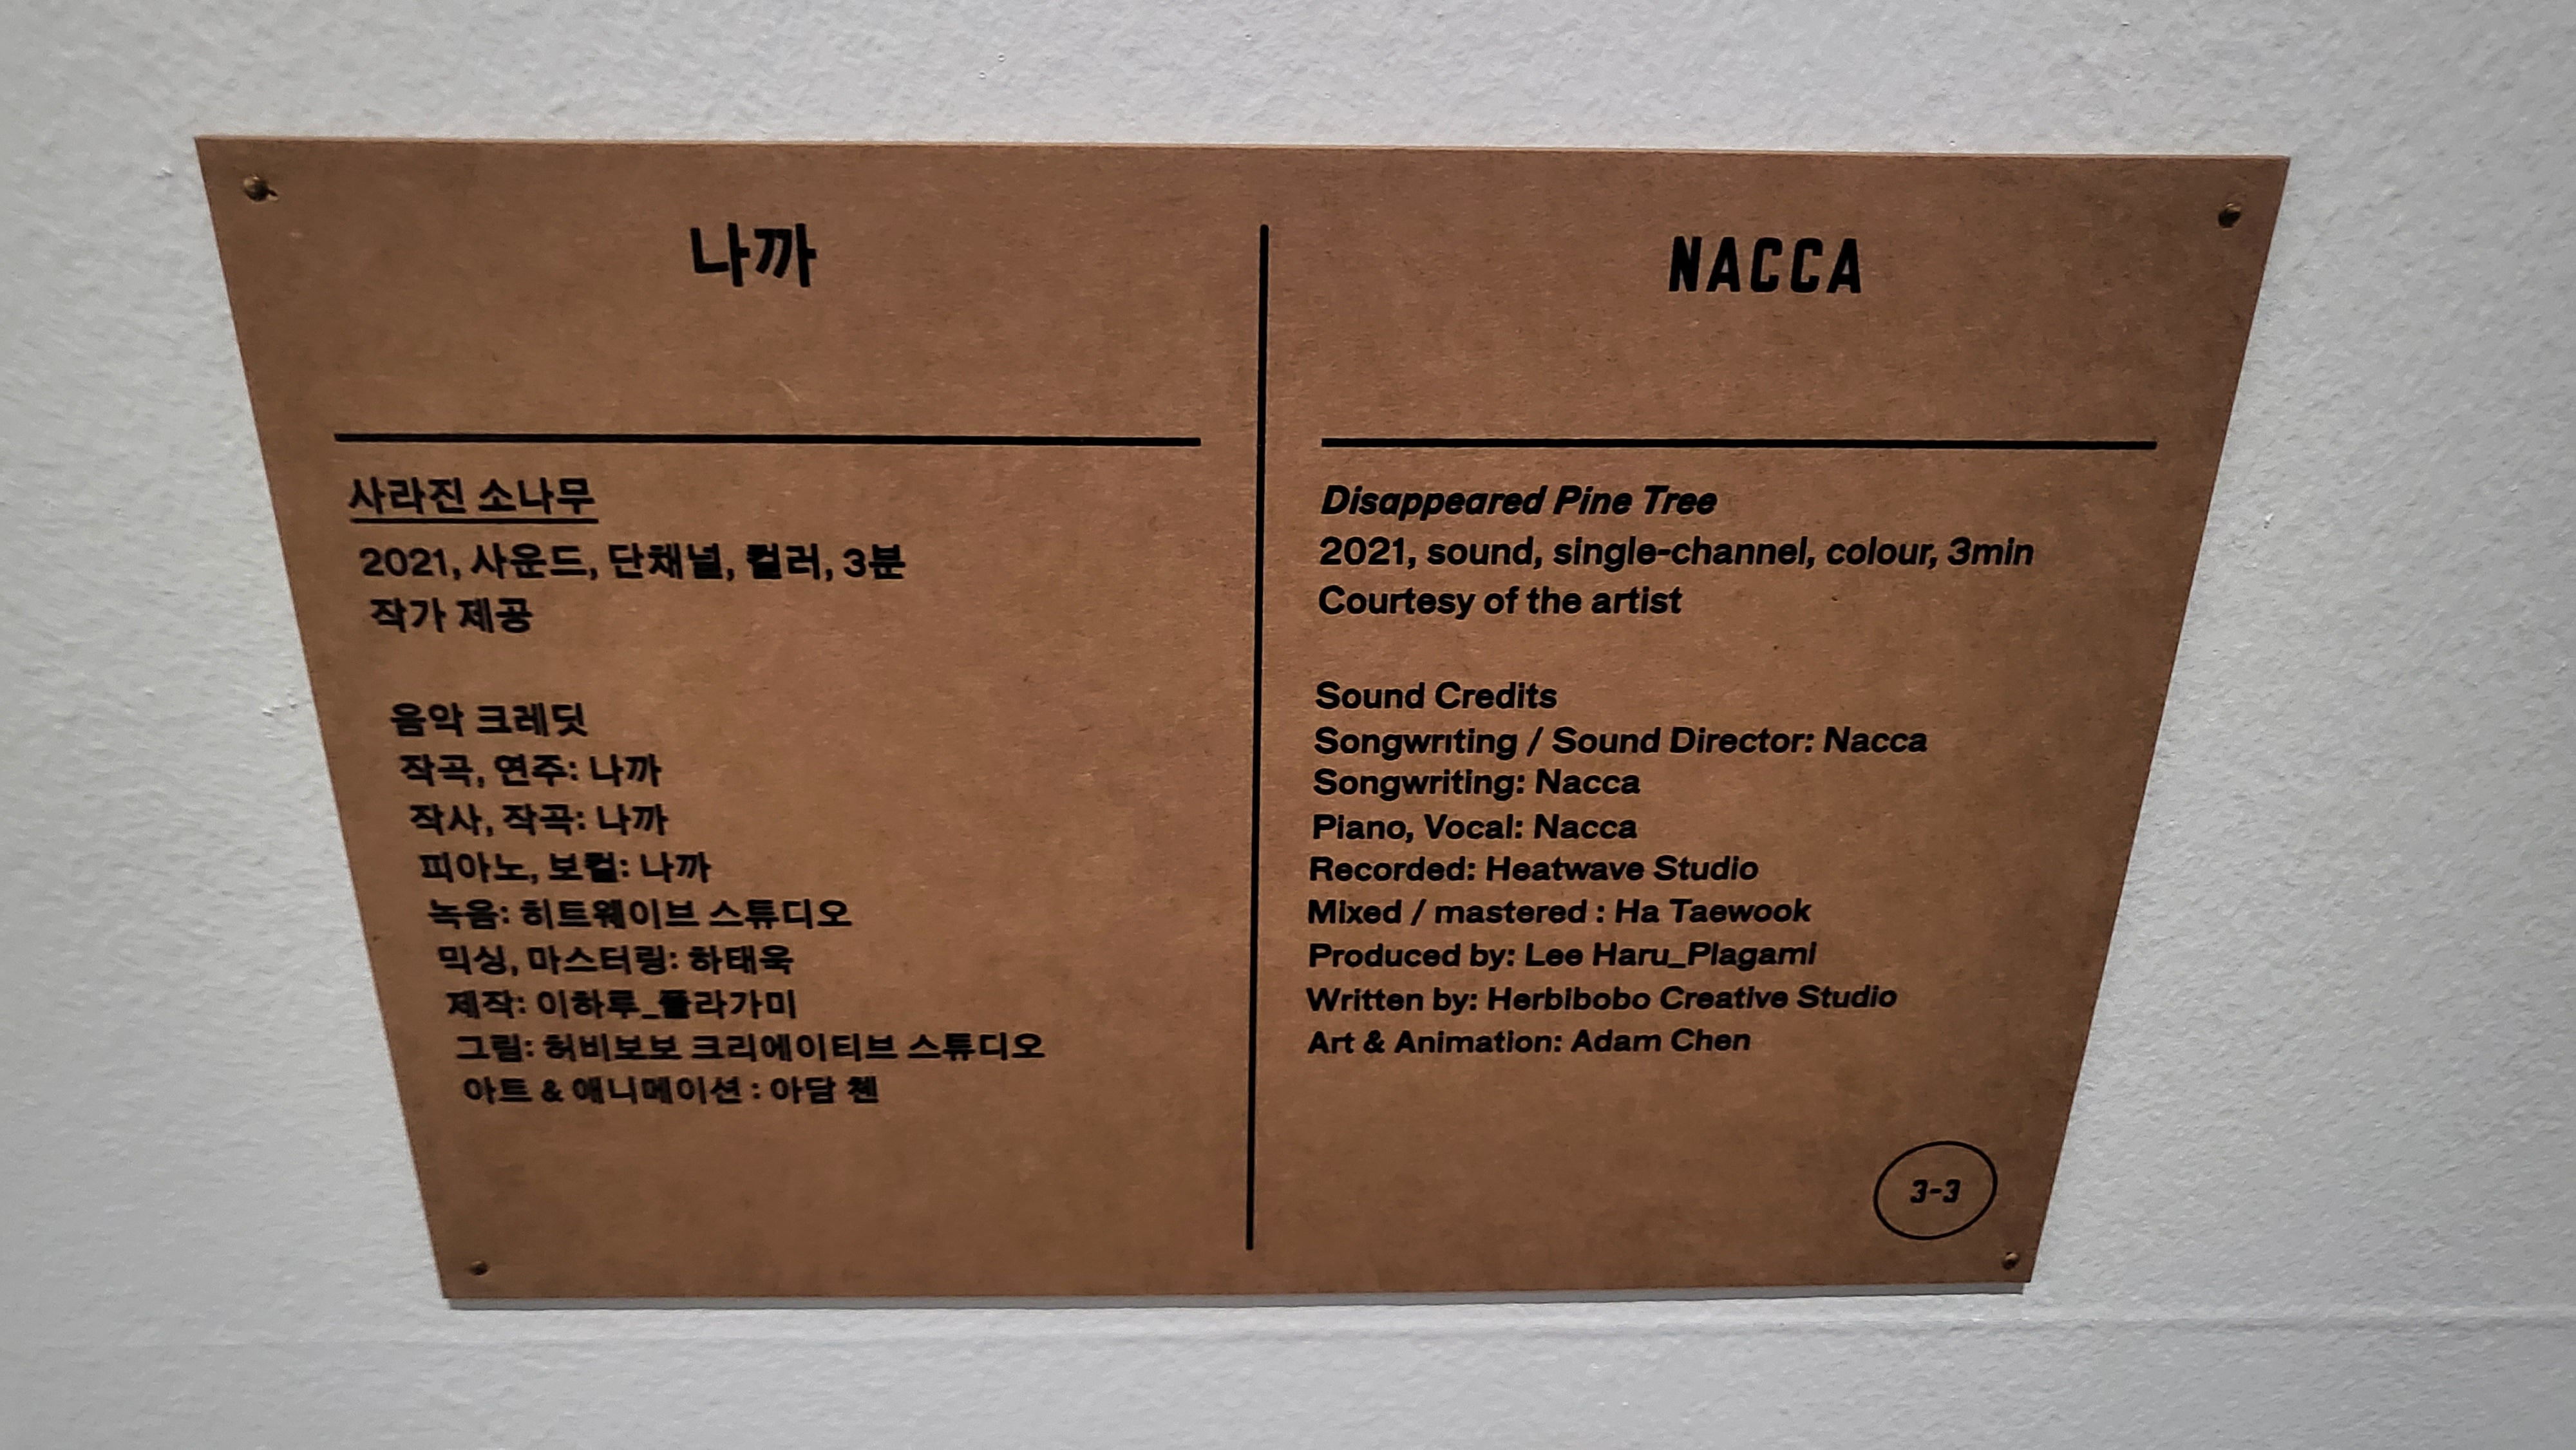 나까
사라진 소나무
2021, 사운드, 단채널, 컬러, 3분
작가 제공
음악 크레딧
작곡, 연주: 나까
작사, 작곡: 나까
피아노, 보컬: 나까
녹음: 히트웨이브 스튜디오
믹싱, 마스터링: 하태욱
제작: 이하루_플라가미
그림: 허비보보 크리에이티브 스튜디오
아트 & 애니메이션 : 아담 첸
NACCA
Disappeared Pine Tree
2021, sound, single-channel, colour, 3min
Courtesy of the artist
Sound Credits
Songwriting / Sound Director: Nacca
Songwriting: Nacca
Piano, Vocal: Nacca
Recorded: Heatwave Studio
Mixed / mastered : Ha Taewook
Produced by: Lee Haru_Plagami
Written by: Herbibobo Creative Studio
Art & Animation: Adam Chen
3-3